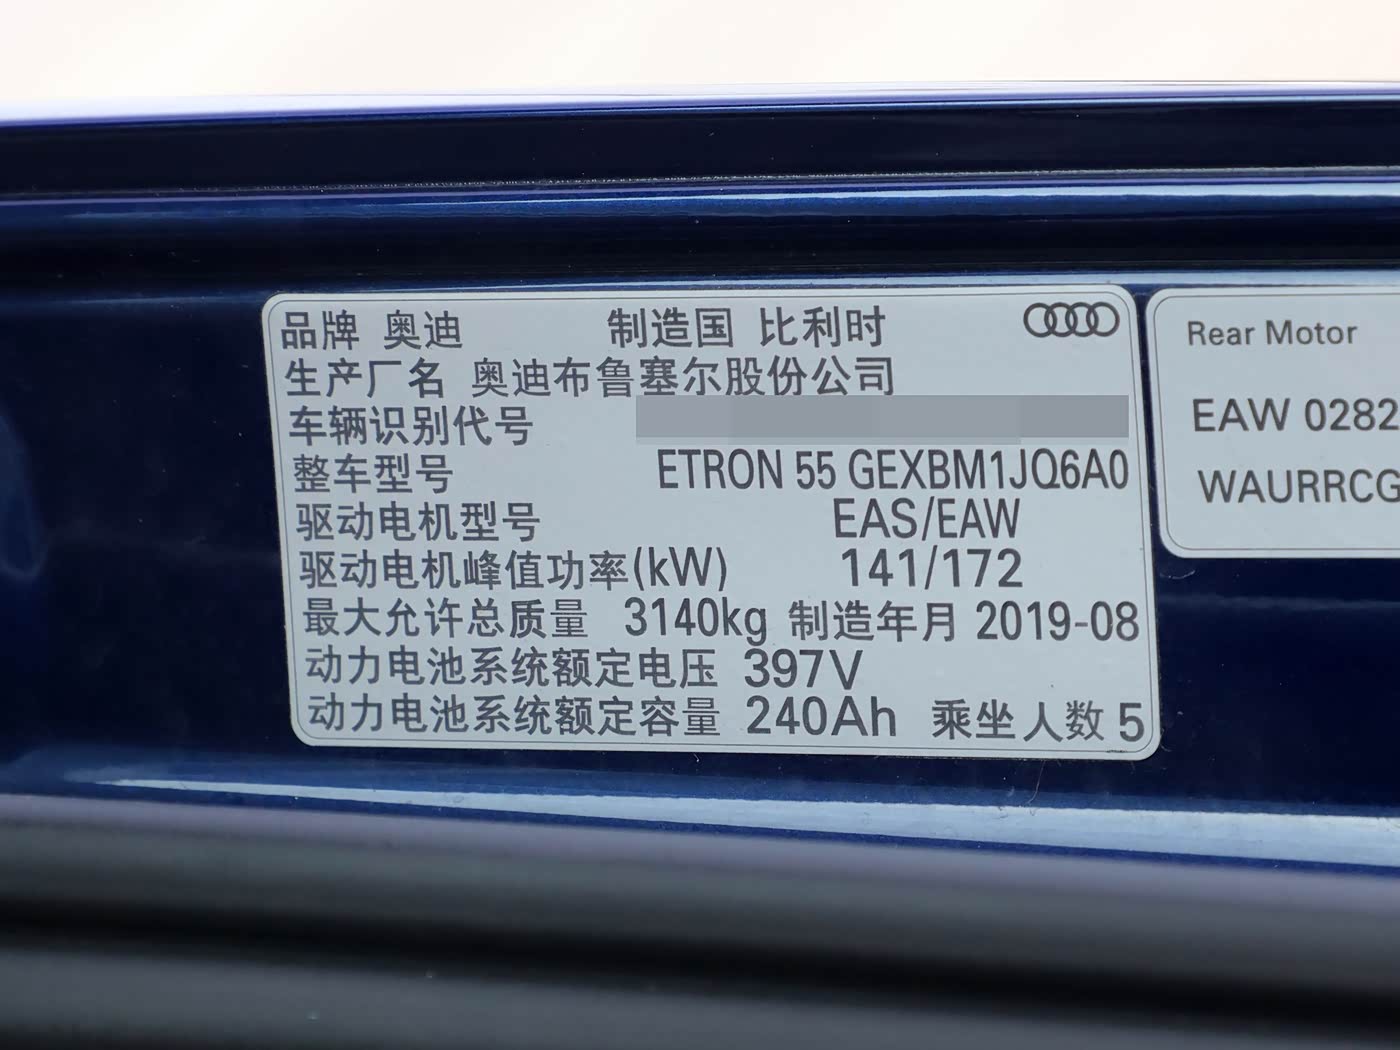 品牌 奥迪 制造国 比利时
生产厂名 奥迪布鲁塞尔股份公司
车辆识别代号
整车型号 ETRON 55 GEXBM1JQ6A0
驱动电机型号 EAS/EAW
驱动电机峰值功率(kW) 141/172
最大允许总质量 3140kg 制造年月 2019-08
动力电池系统额定电压 397V
动力电池系统额定容量 240Ah 乘坐人数 5
Rear Motor
EAW 0282
WAURRCG